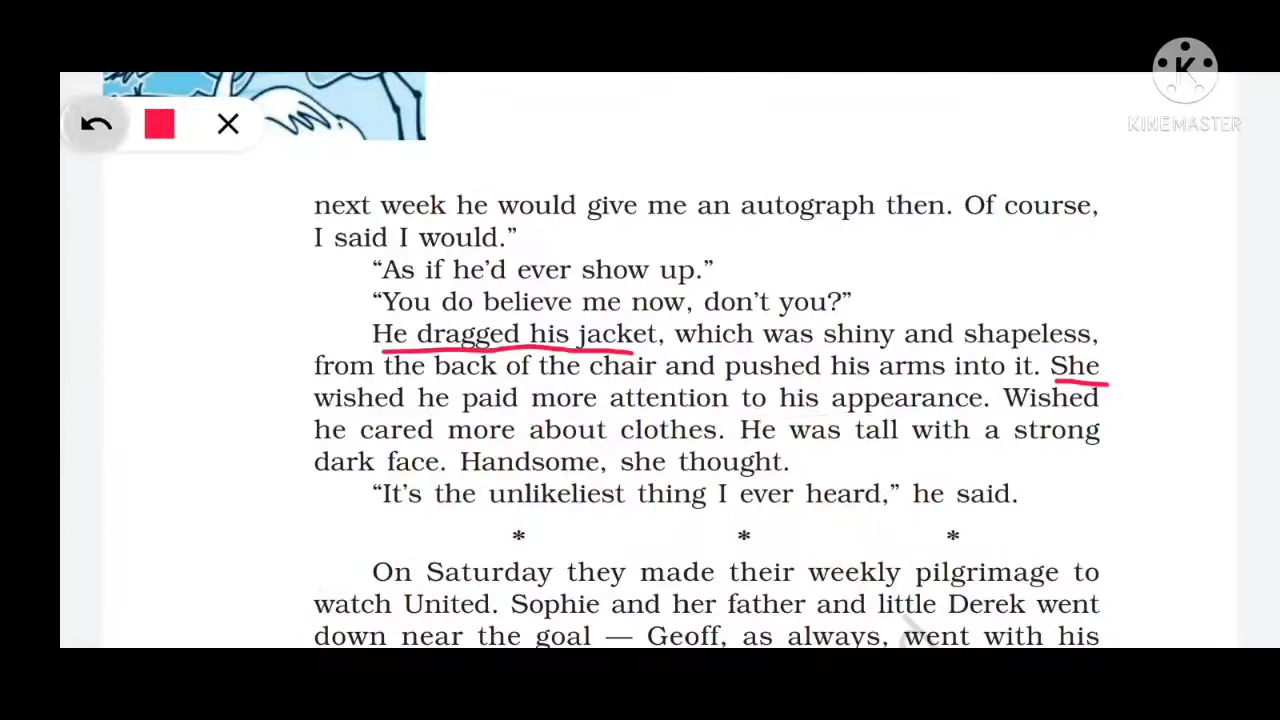 KINEMASTER
next week he would give me an autograph then. Of course,
I said I would.”
“As if he’d ever show up.”
“You do believe me now, don’t you?”
He dragged his jacket, which was shiny and shapeless,
from the back of the chair and pushed his arms into it. She
wished he paid more attention to his appearance. Wished
he cared more about clothes. He was tall with a strong
dark face. Handsome, she thought.
“It’s the unlikeliest thing I ever heard,” he said.
* * *
On Saturday they made their weekly pilgrimage to
watch United. Sophie and her father and little Derek went
down near the goal — Geoff, as always, went with his